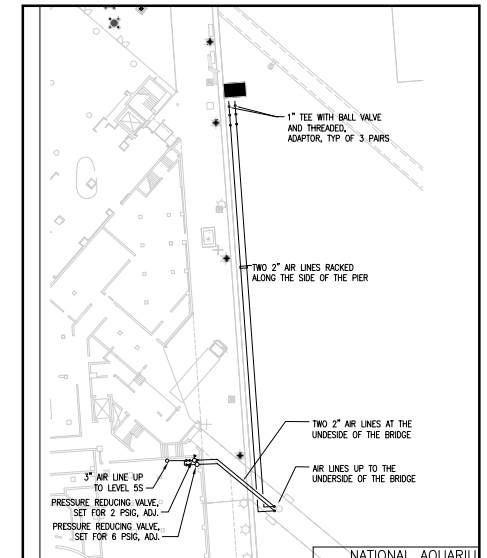 1" TEE WITH BALL VALVE
AND THREADED,
ADAPTOR, TYP OF 3 PAIRS
TWO 2" AIR LINES RACKED
ALONG THE SIDE OF THE PIER
TWO 2" AIR LINES AT THE
UNDESIDE OF THE BRIDGE
AIR LINES UP TO THE
UNDERSIDE OF THE BRIDGE
3" AIR LINE UP
TO LEVEL 5S
PRESSURE REDUCING VALVE,
SET FOR 2 PSIG, ADJ.
PRESSURE REDUCING VALVE,
SET FOR 6 PSIG, ADJ.
NATIONAL AQUARIU